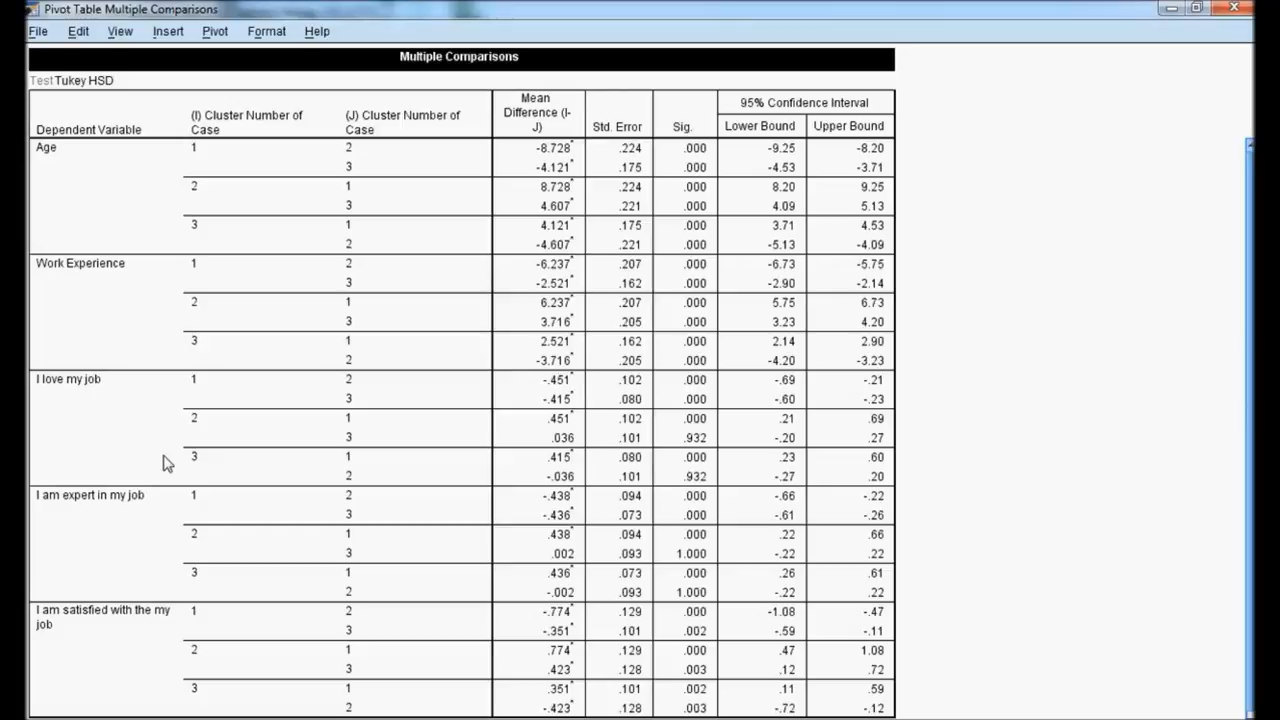 Pivot Table Multiple Comparisons
File Edit View Insert Pivot Format Help
Multiple Comparisons
Test Tukey HSD
Dependent Variable (I) Cluster Number of Case (J) Cluster Number of Case Mean Difference (I-J) Std. Error Sig. 95% Confidence Interval Lower Bound Upper Bound
Age 1 2 -8.728* .224 .000 -9.25 -8.20
3 -4.121* .175 .000 -4.53 -3.71
2 1 8.728* .224 .000 8.20 9.25
3 4.607* .221 .000 4.09 5.13
3 1 4.121* .175 .000 3.71 4.53
2 -4.607* .221 .000 -5.13 -4.09
Work Experience 1 2 -6.237* .207 .000 -6.73 -5.75
3 -2.521* .162 .000 -2.90 -2.14
2 1 6.237* .207 .000 5.75 6.73
3 3.716* .205 .000 3.23 4.20
3 1 2.521* .162 .000 2.14 2.90
2 -3.716* .205 .000 -4.20 -3.23
I love my job 1 2 -.451* .102 .000 -.69 -.21
3 -.415* .080 .000 -.60 -.23
2 1 .451* .102 .000 .21 .69
3 .036 .101 .932 -.20 .27
3 1 .415* .080 .000 .23 .60
2 -.036 .101 .932 -.27 .20
I am expert in my job 1 2 -.438* .094 .000 -.66 -.22
3 -.436* .073 .000 -.61 -.26
2 1 .438* .094 .000 .22 .66
3 .002 .093 1.000 -.22 .22
3 1 .436* .073 .000 .26 .61
2 -.002 .093 1.000 -.22 .22
I am satisfied with the my job 1 2 -.774* .129 .000 -1.08 -.47
3 -.351* .101 .002 -.59 -.11
2 1 .774* .129 .000 .47 1.08
3 .423* .128 .003 .12 .72
3 1 .351* .101 .002 .11 .59
2 -.423* .128 .003 -.72 -.12